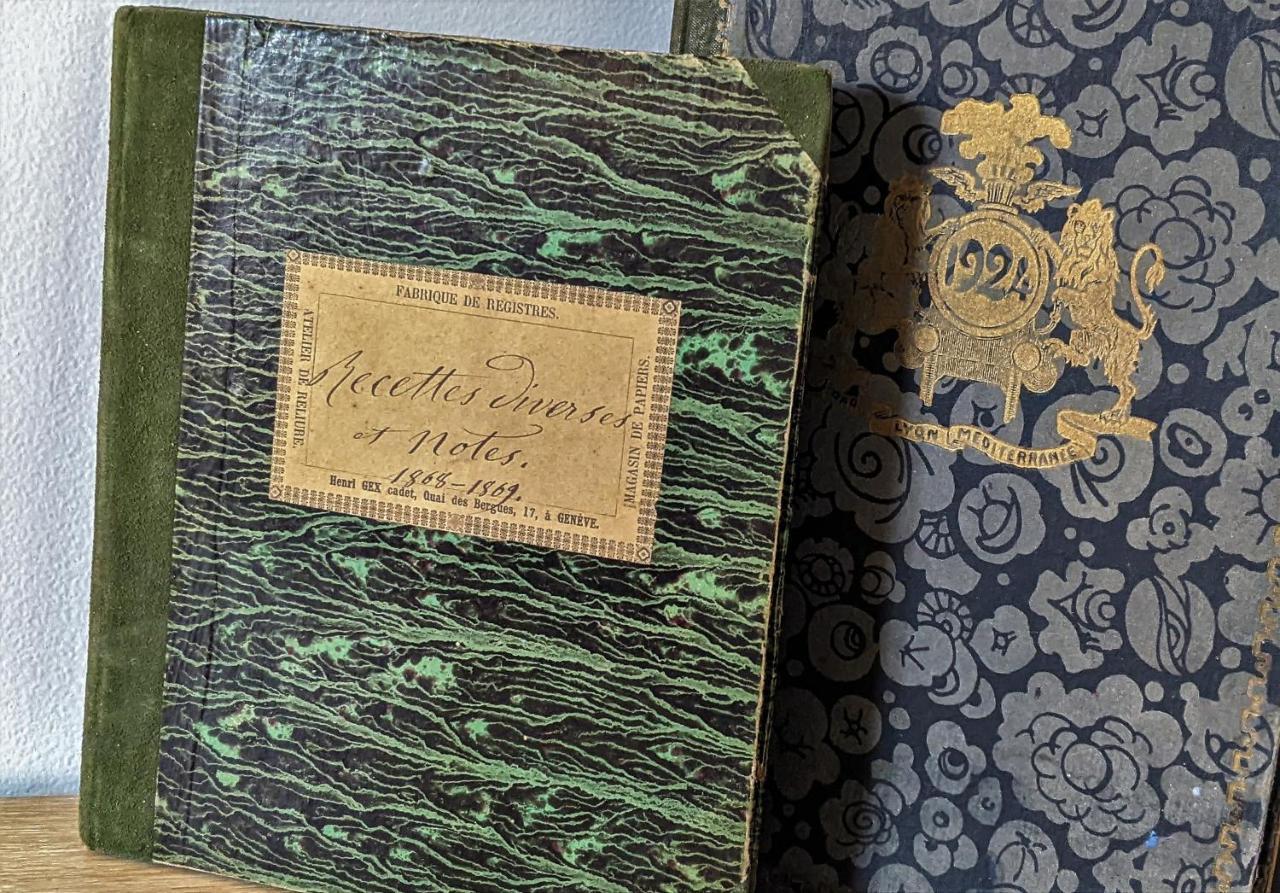 FABRIQUE DE REGISTRES.
ATELIER DE RELIURE.
Recettes diverses
et Notes.
1868-1869.
MAGASIN DE PAPIERS.
Henri GEX cadet, Quai des Bergues, 17, à GENÈVE.
1924
LYON MEDITERRANEE